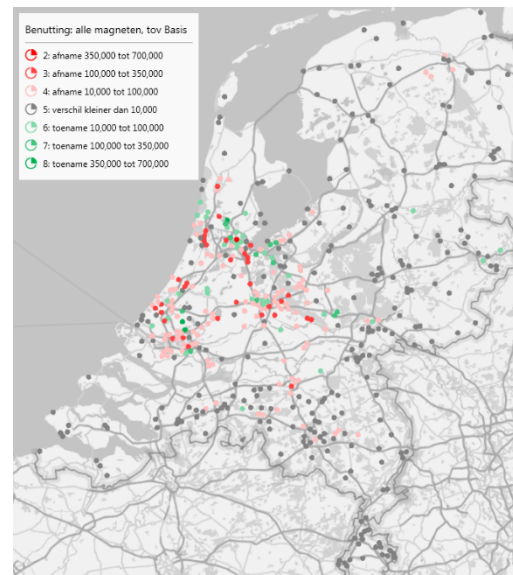 Benutting: alle magneten, tov Basis
2: afname 350,000 tot 700,000
3: afname 100,000 tot 350,000
4: afname 10,000 tot 100,000
5: verschil kleiner dan 10,000
6: toename 10,000 tot 100,000
7: toename 100,000 tot 350,000
8: toename 350,000 tot 700,000